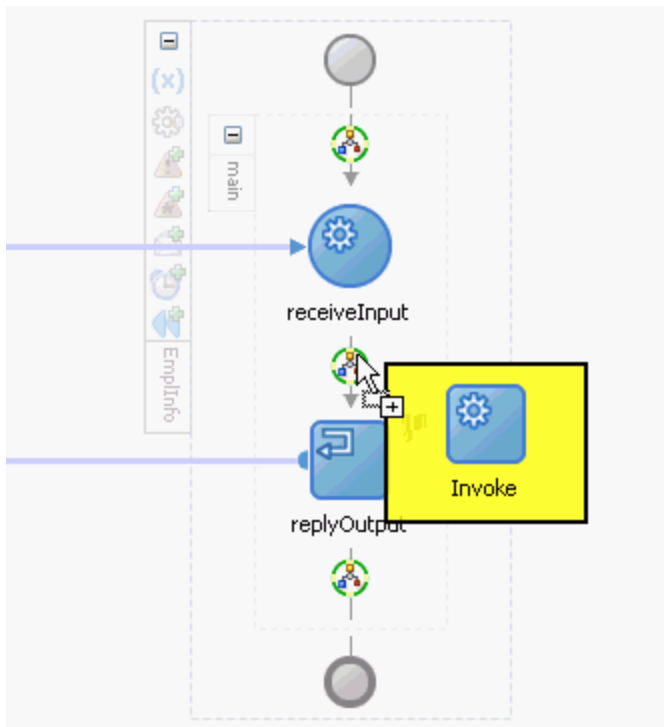 (x)
main
receiveInput
EmplInfo
Invoke
replyOutput